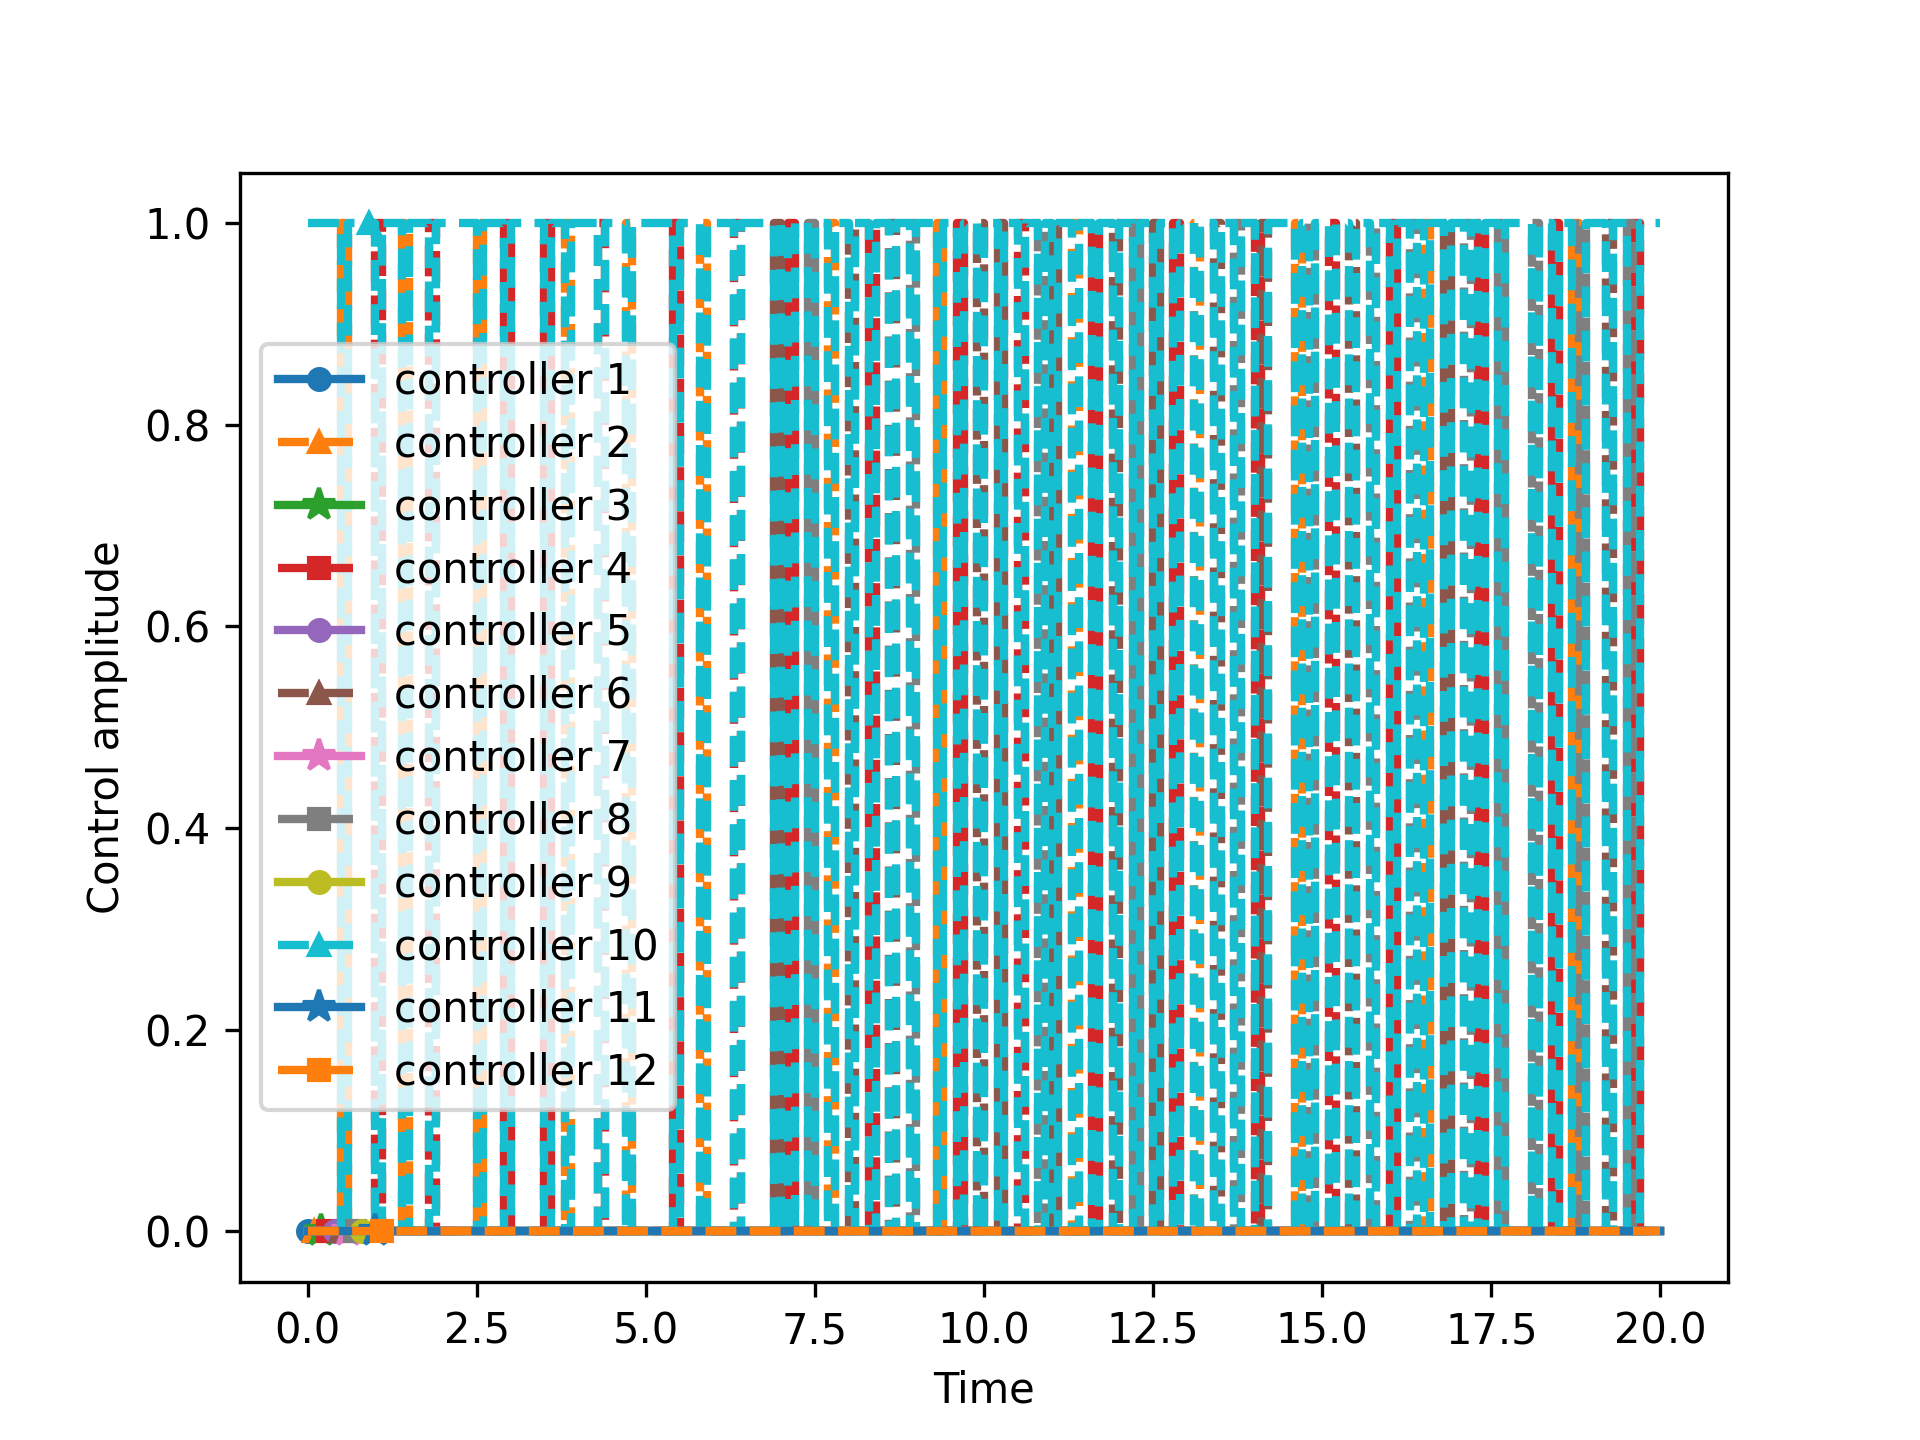 1.0
0.8
0.6
0.4
0.2
0.0
Control amplitude
controller 1
controller 2
controller 3
controller 4
controller 5
controller 6
controller 7
controller 8
controller 9
controller 10
controller 11
controller 12
0.0 2.5 5.0 7.5 10.0 12.5 15.0 17.5 20.0
Time